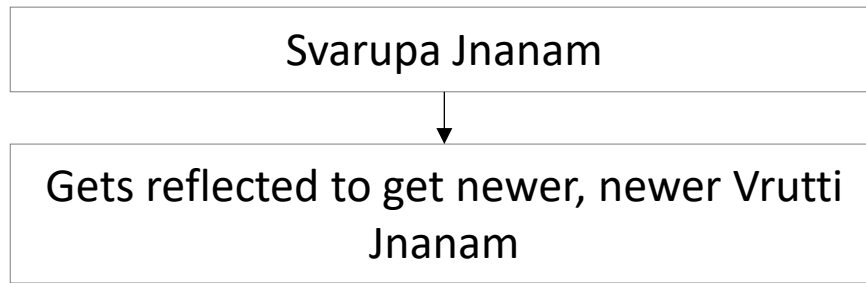 Svarupa Jnanam
Gets reflected to get newer, newer Vrutti
Jnanam